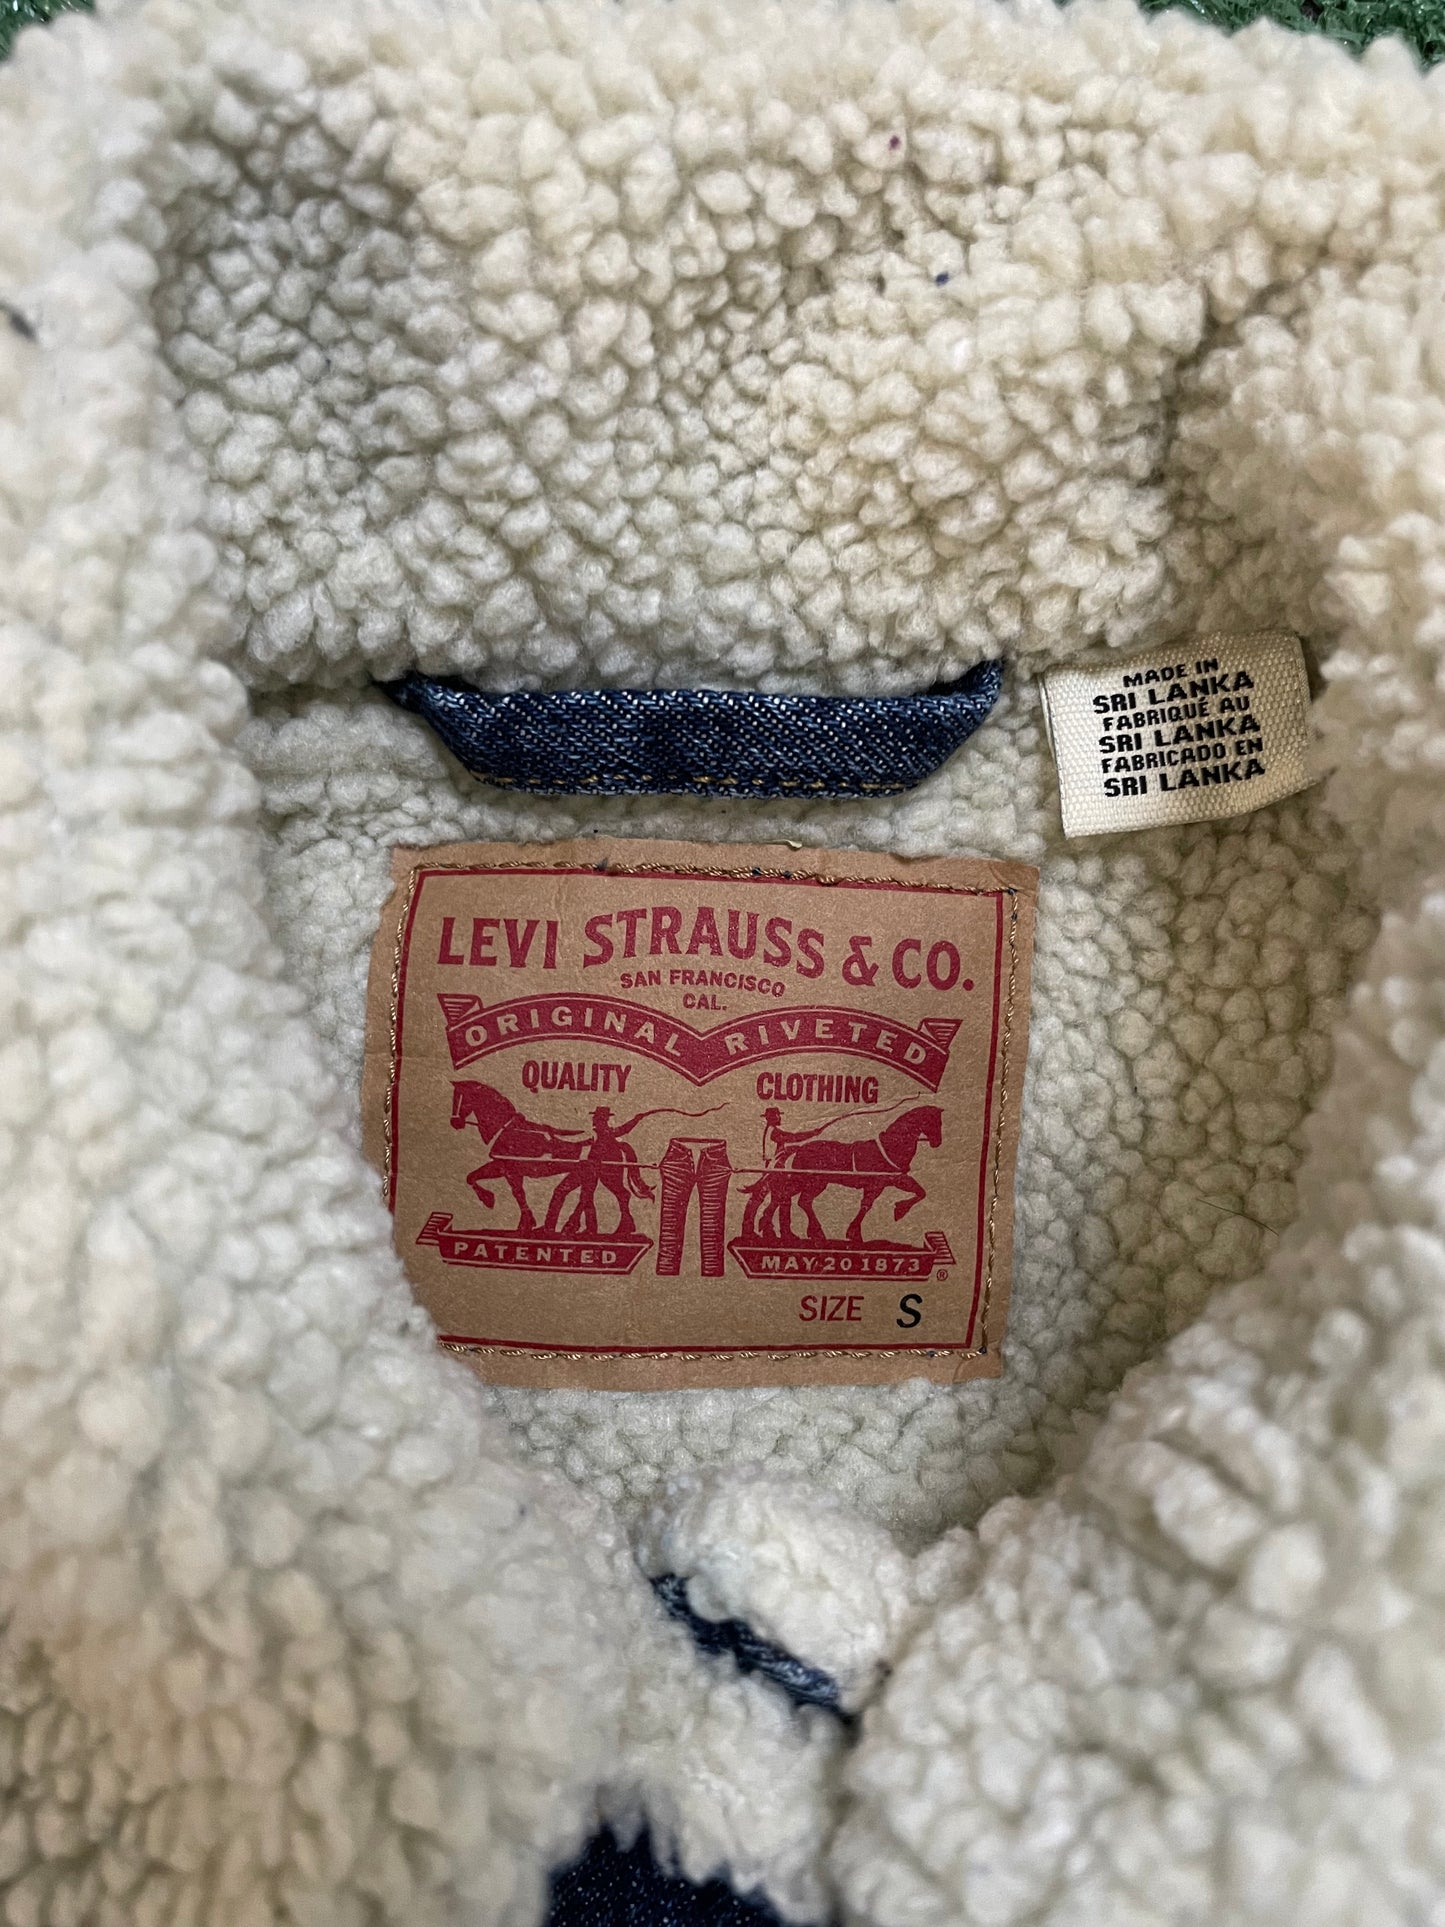 MADE IN
SRI LANKA
FABRIQUÉ AU
SRI LANKA
FABRICADO EN
SRI LANKA
LEVI STRAUSS & CO.
SAN FRANCISCO
CAL.
ORIGINAL RIVETED
QUALITY CLOTHING
PATENTED MAY 20 1873 ®
SIZE S